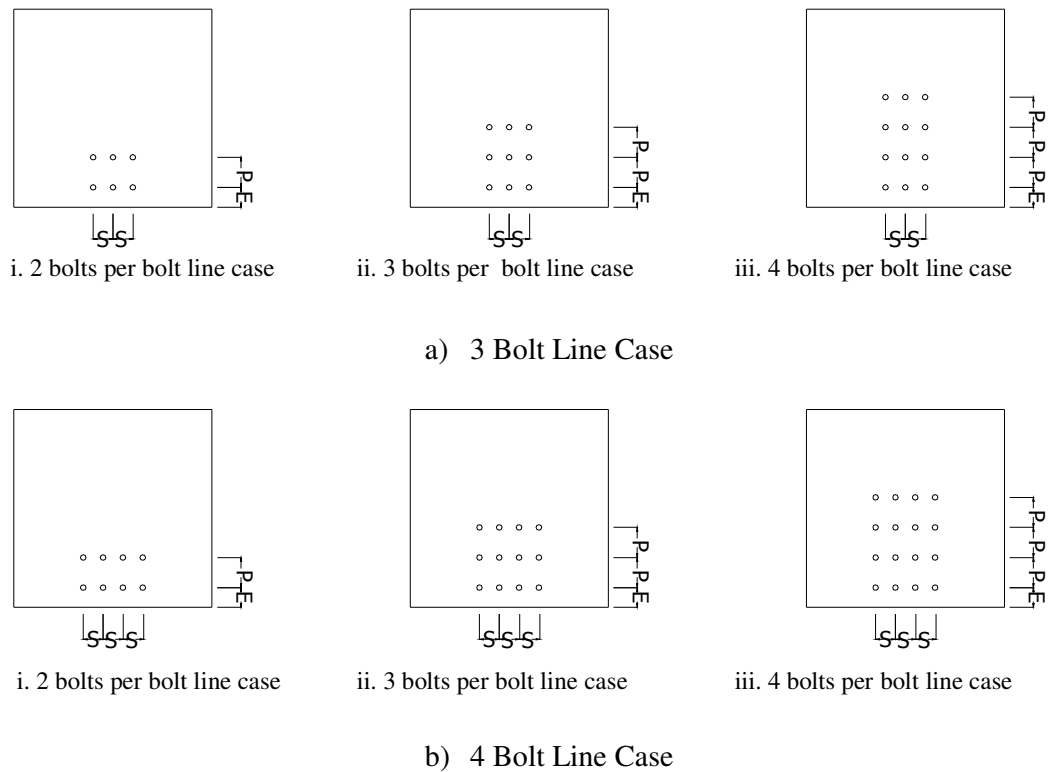 P
E
S S
i. 2 bolts per bolt line case
P
P
E
S S
ii. 3 bolts per bolt line case
P
P
P
E
S S
iii. 4 bolts per bolt line case
a) 3 Bolt Line Case
P
E
S S S
i. 2 bolts per bolt line case
P
P
E
S S S
ii. 3 bolts per bolt line case
P
P
P
E
S S S
iii. 4 bolts per bolt line case
b) 4 Bolt Line Case